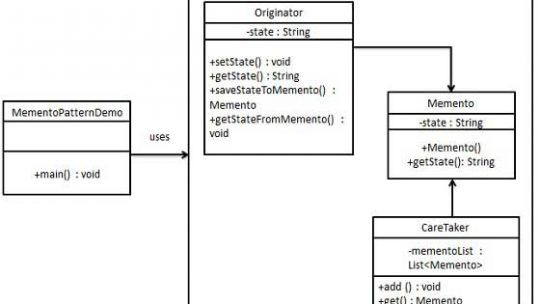 Originator
-state : String
+setState() : void
+getState() : String
+saveStateToMemento() :
Memento
+getStateFromMemento() :
void
MementoPatternDemo
+main() : void
uses
Memento
-state : String
+Memento()
+getState(): String
CareTaker
-mementoList :
List<Memento>
+add () : void
+get() : Memento